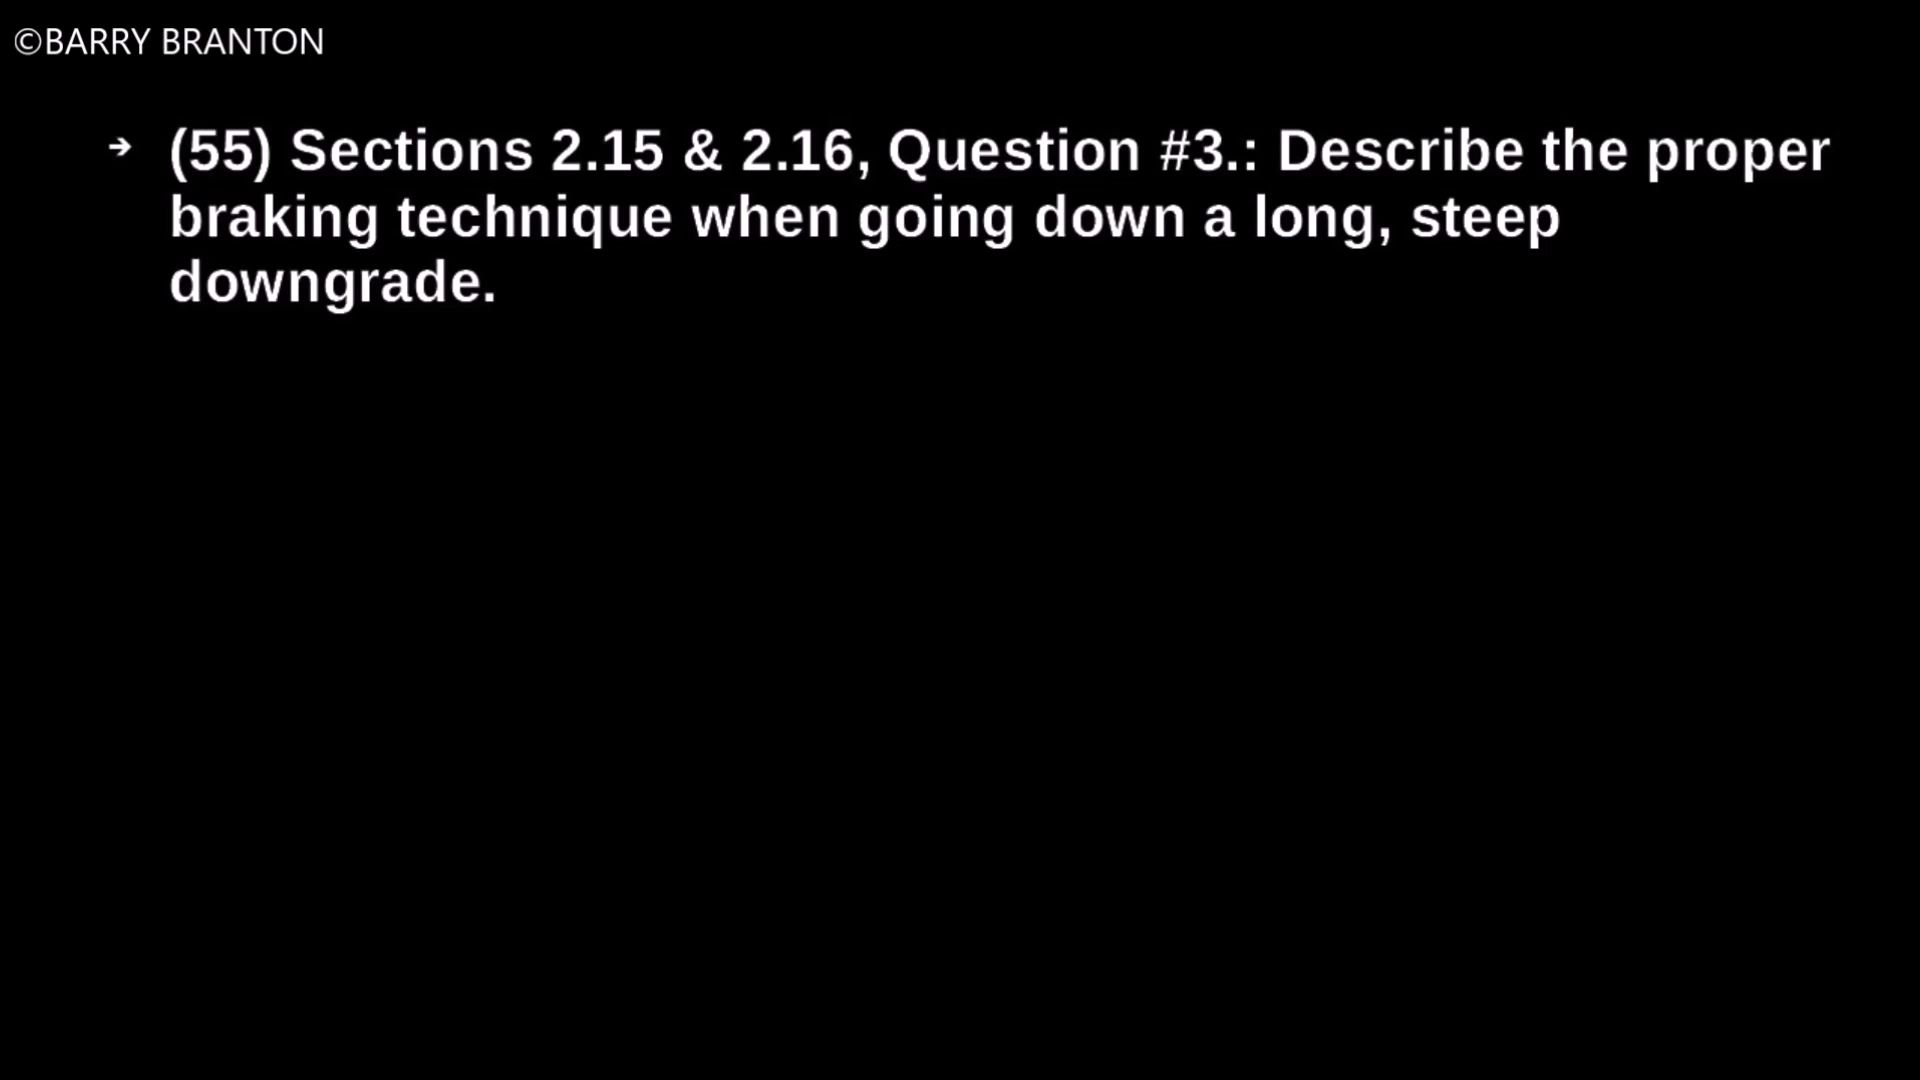 ©BARRY BRANTON
➔ (55) Sections 2.15 & 2.16, Question #3.: Describe the proper
braking technique when going down a long, steep
downgrade.